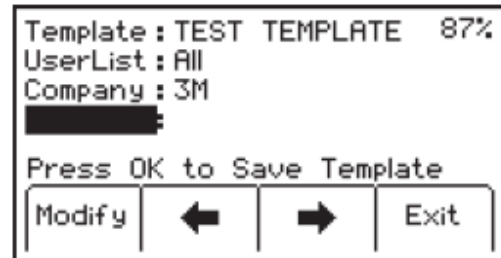 Template : TEST TEMPLATE 87%
UserList : All
Company : 3M
:
Press OK to Save Template
Modify Exit